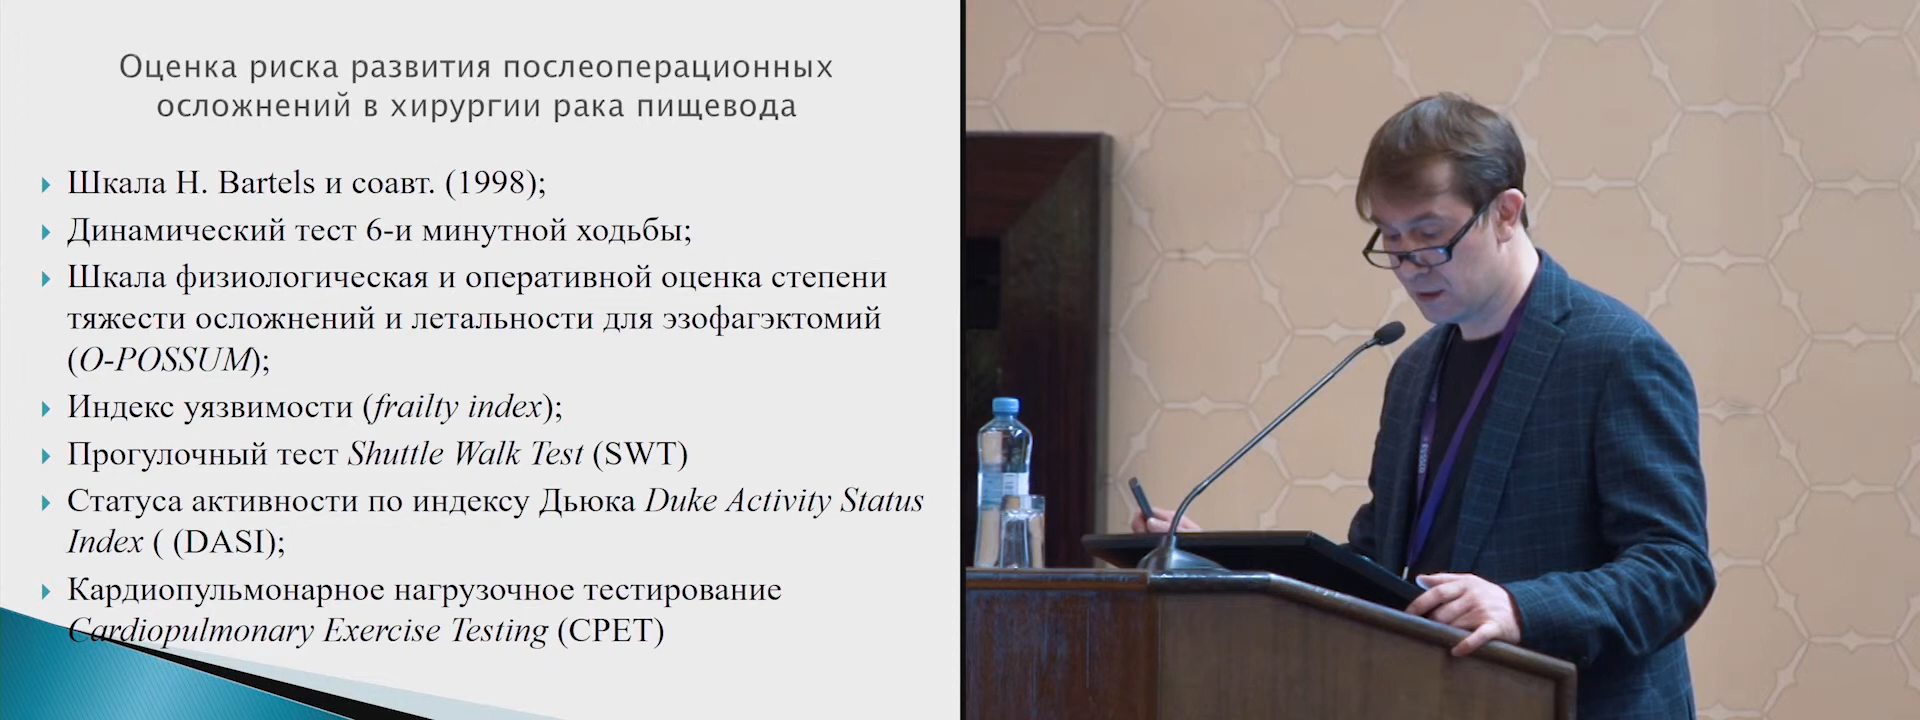 Оценка риска развития послеоперационных
осложнений в хирургии рака пищевода
Шкала H. Bartels и соавт. (1998);
Динамический тест 6-и минутной ходьбы;
Шкала физиологическая и оперативной оценка степени
тяжести осложнений и летальности для эзофагэктомий
(O-POSSUM);
Индекс уязвимости (frailty index);
Прогулочный тест Shuttle Walk Test (SWT)
Статуса активности по индексу Дьюка Duke Activity Status
Index ( (DASI);
Кардиопульмонарное нагрузочное тестирование
Cardiopulmonary Exercise Testing (CPET)